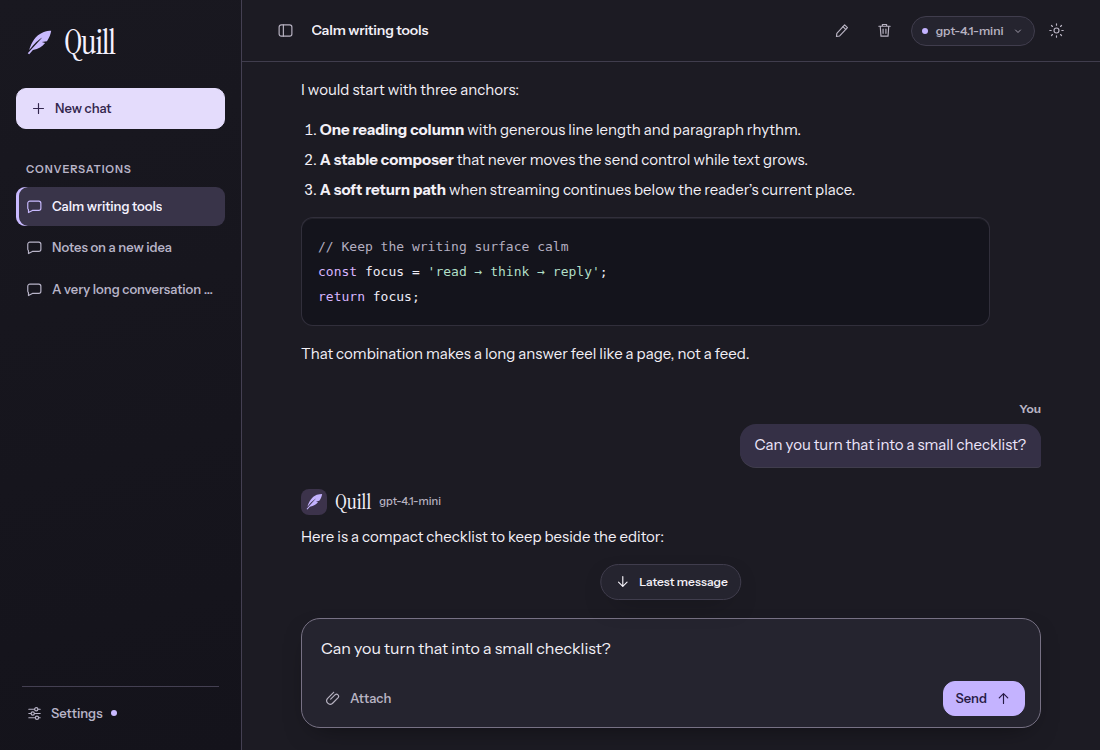 Quill
New chat
CONVERSATIONS
Calm writing tools
Notes on a new idea
A very long conversation ...
Settings
Calm writing tools
gpt-4.1-mini
I would start with three anchors:
1. One reading column with generous line length and paragraph rhythm.
2. A stable composer that never moves the send control while text grows.
3. A soft return path when streaming continues below the reader's current place.
// Keep the writing surface calm
const focus = 'read → think → reply';
return focus;
That combination makes a long answer feel like a page, not a feed.
You
Can you turn that into a small checklist?
Quill gpt-4.1-mini
Here is a compact checklist to keep beside the editor:
Latest message
Can you turn that into a small checklist?
Attach
Send